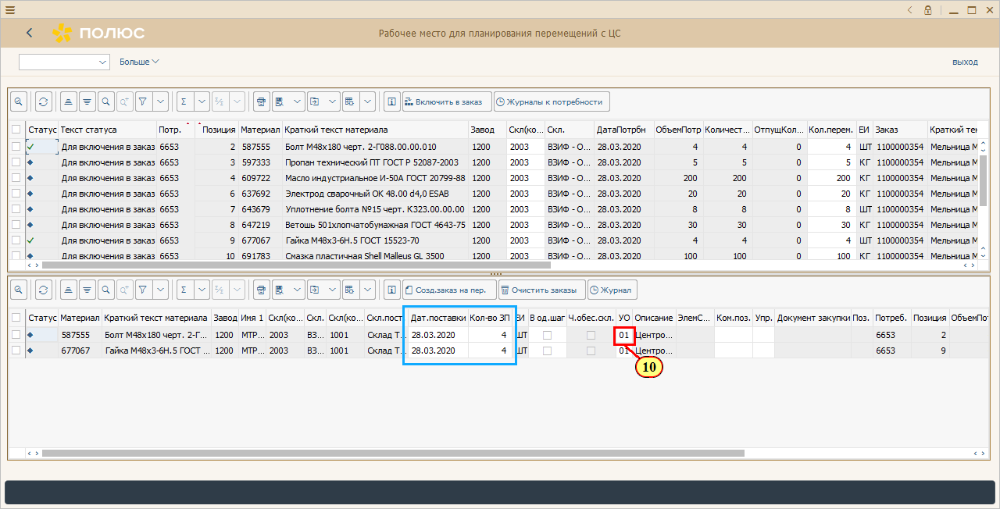 ПОЛЮС
Рабочее место для планирования перемещений с ЦС
Больше
выход
Включить в заказ Журналы к потребности
Статус Текст статуса Потр. Позиция Материал Краткий текст материала Завод Скл(ко... Скл. ДатаПотрбн ОбъемПотр Количест... ОтпущКол... Кол.перем. ЕИ Заказ Краткий тек
Для включения в заказ 6653 2 587555 Болт М48х180 черт. 2-Г088.00.00.010 1200 2003 ВЗИФ - О... 28.03.2020 4 4 0 4 ШТ 1100000354 Мельница М
Для включения в заказ 6653 3 597333 Пропан технический ПТ ГОСТ Р 52087-2003 1200 2003 ВЗИФ - О... 28.03.2020 5 5 0 5 КГ 1100000354 Мельница М
Для включения в заказ 6653 4 609722 Масло индустриальное И-50А ГОСТ 20799-88 1200 2003 ВЗИФ - О... 28.03.2020 200 200 0 200 КГ 1100000354 Мельница М
Для включения в заказ 6653 6 637692 Электрод сварочный ОК 48.00 d4,0 ESAB 1200 2003 ВЗИФ - О... 28.03.2020 20 20 0 20 КГ 1100000354 Мельница М
Для включения в заказ 6653 7 643679 Уплотнение болта №15 черт. К323.00.00.00 1200 2003 ВЗИФ - О... 28.03.2020 8 8 0 8 ШТ 1100000354 Мельница М
Для включения в заказ 6653 8 647219 Ветошь 501хлопчатобумажная ГОСТ 4643-75 1200 2003 ВЗИФ - О... 28.03.2020 30 30 0 30 КГ 1100000354 Мельница М
Для включения в заказ 6653 9 677067 Гайка М48х3-6Н.5 ГОСТ 15523-70 1200 2003 ВЗИФ - О... 28.03.2020 4 4 0 4 ШТ 1100000354 Мельница М
Для включения в заказ 6653 10 691783 Смазка пластичная Shell Malleus GL 3500 1200 2003 ВЗИФ - О... 28.03.2020 100 100 0 100 КГ 1100000354 Мельница М
Созд.заказ на пер. Очистить заказы Журнал
Статус Материал Краткий текст материала Завод Имя 1 Скл(ко... Скл. Скл(ко... Скл.пост Дат.поставки Кол-во ЗП ЕИ В од.шаг Ч.обес.скл. УО Описание ЭлемС... Ком.поз. Упр. Документ закупки Поз. Потреб. Позиция ОбъемПот
587555 Болт М48х180 черт. 2-Г... 1200 МТР... 2003 ВЗ... 1001 Склад Т... 28.03.2020 4 ШТ 01 Центро... 6653 2
677067 Гайка М48х3-6Н.5 ГОСТ ... 1200 МТР... 2003 ВЗ... 1001 Склад Т... 28.03.2020 4 ШТ 01 Центро... 6653 9
10